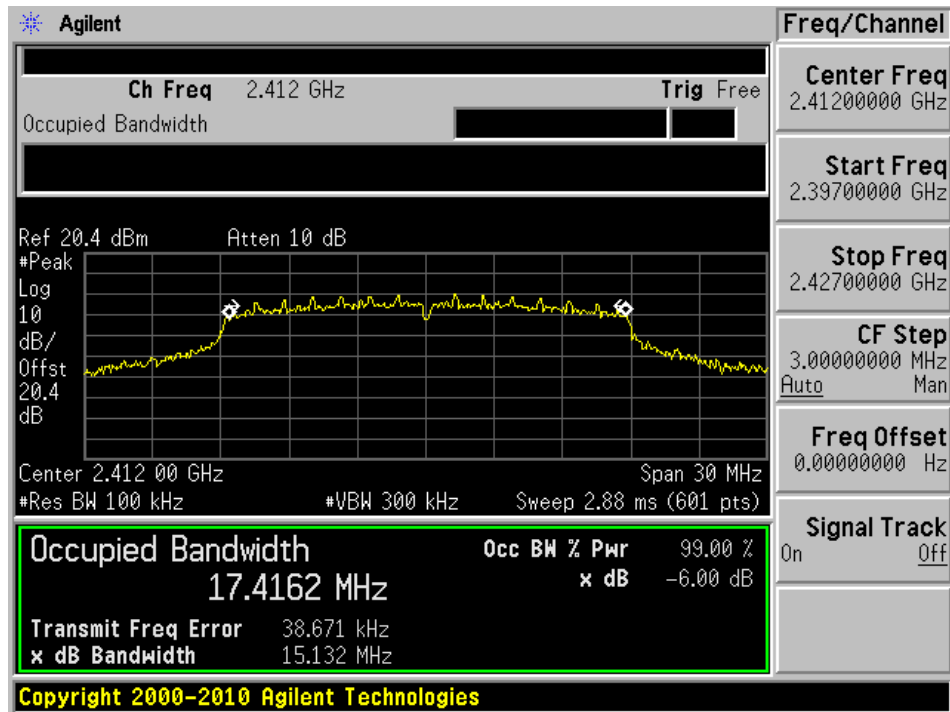 Agilent
Freq/Channel
Ch Freq 2.412 GHz Trig Free
Occupied Bandwidth
Center Freq
2.41200000 GHz
Start Freq
2.39700000 GHz
Stop Freq
2.42700000 GHz
CF Step
3.00000000 MHz
Auto Man
Freq Offset
0.00000000 Hz
Signal Track
On Off
Ref 20.4 dBm Atten 10 dB
#Peak
Log
10
dB/
Offst
20.4
dB
Center 2.412 00 GHz Span 30 MHz
#Res BW 100 kHz #VBW 300 kHz Sweep 2.88 ms (601 pts)
Occupied Bandwidth Occ BW % Pwr 99.00 %
17.4162 MHz x dB -6.00 dB
Transmit Freq Error 38.671 kHz
x dB Bandwidth 15.132 MHz
Copyright 2000-2010 Agilent Technologies